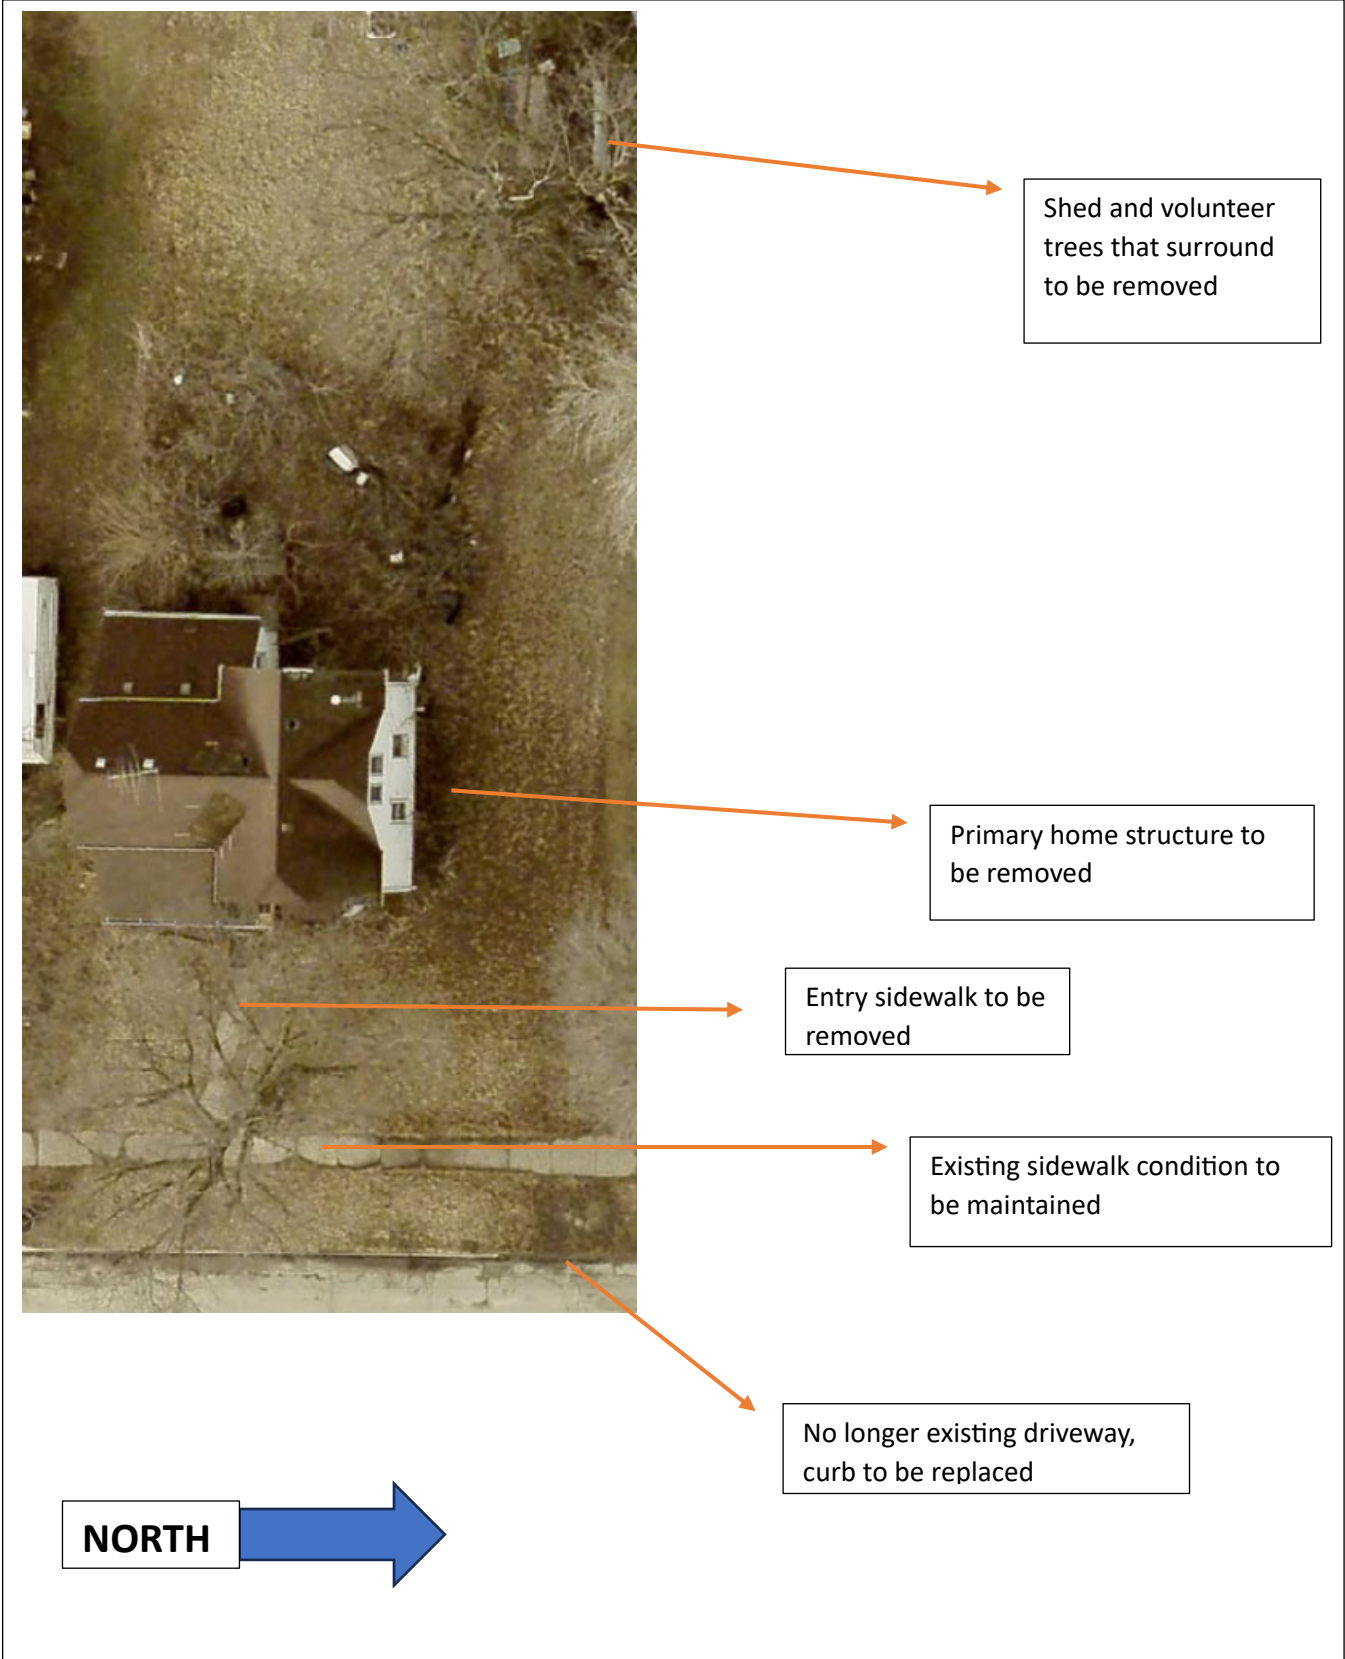 Shed and volunteer
trees that surround
to be removed
Primary home structure to
be removed
Entry sidewalk to be
removed
Existing sidewalk condition to
be maintained
No longer existing driveway,
curb to be replaced
NORTH